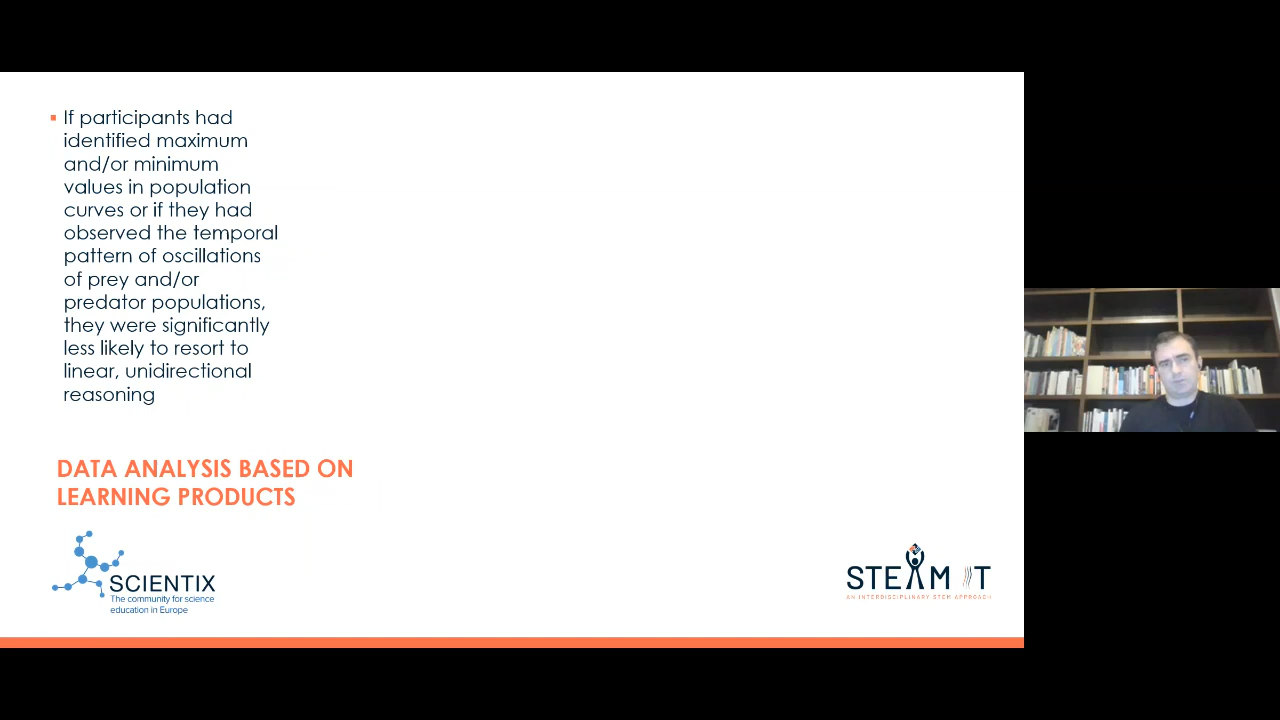 If participants had
identified maximum
and/or minimum
values in population
curves or if they had
observed the temporal
pattern of oscillations
of prey and/or
predator populations,
they were significantly
less likely to resort to
linear, unidirectional
reasoning
DATA ANALYSIS BASED ON
LEARNING PRODUCTS
SCIENTIX
The community for science
education in Europe
STEAM IT
AN INTERDISCIPLINARY STEM APPROACH